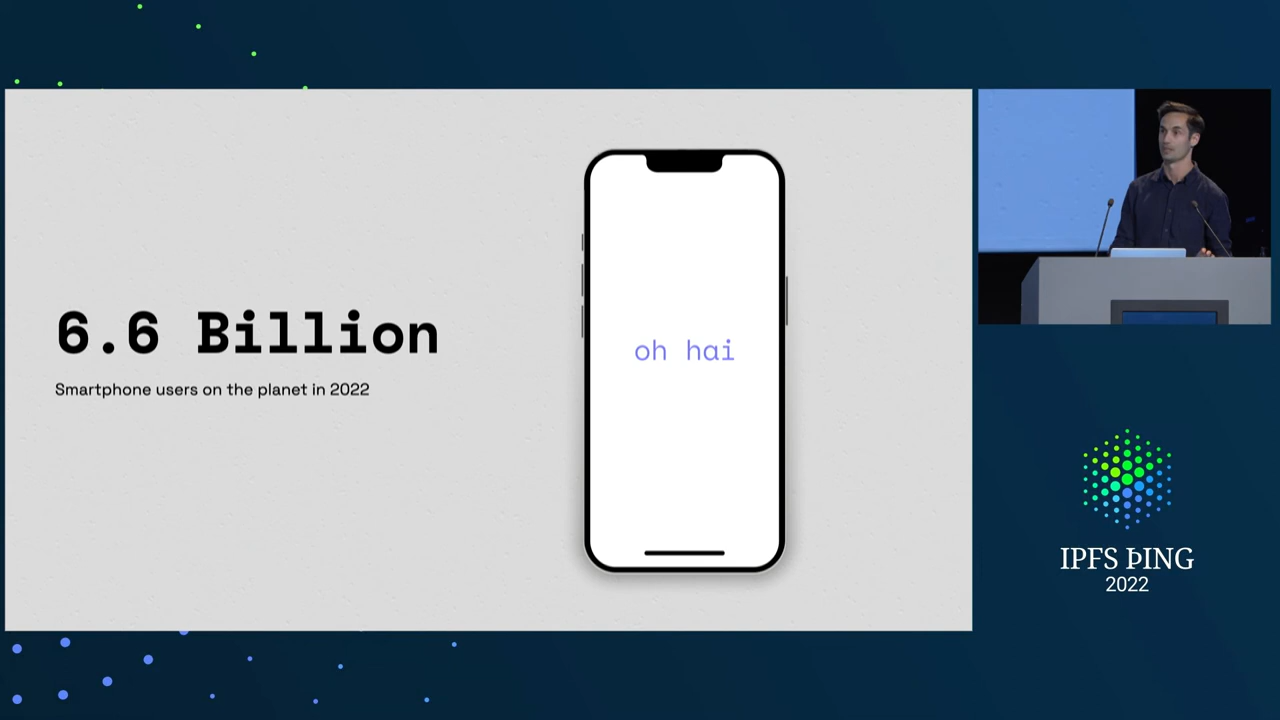 6.6 Billion
Smartphone users on the planet in 2022
oh hai
IPFS ÞING
2022